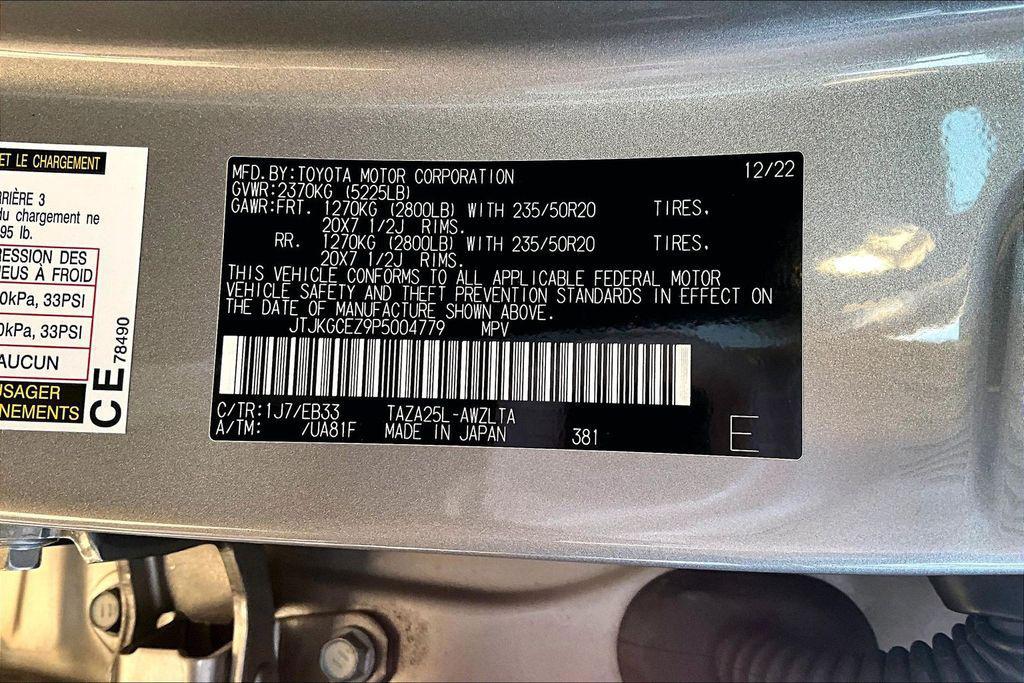 ET LE CHARGEMENT
RIÈRE 3
du chargement ne
95 lb.
ESSION DES
NEUS À FROID
0kPa, 33PSI
0kPa, 33PSI
AUCUN
USAGER
NEMENTS
CE 78490
MFD.BY:TOYOTA MOTOR CORPORATION 12/22
GVWR:2370KG (5225LB)
GAWR:FRT. 1270KG (2800LB) WITH 235/50R20 TIRES,
20X7 1/2J RIMS.
RR. 1270KG (2800LB) WITH 235/50R20 TIRES,
20X7 1/2J RIMS.
THIS VEHICLE CONFORMS TO ALL APPLICABLE FEDERAL MOTOR
VEHICLE SAFETY AND THEFT PREVENTION STANDARDS IN EFFECT ON
THE DATE OF MANUFACTURE SHOWN ABOVE.
JTJKGCEZ9P5004779 MPV
C/TR:1J7/EB33 TAZA25L-AWZLTA
A/TM: /UA81F MADE IN JAPAN 381 E